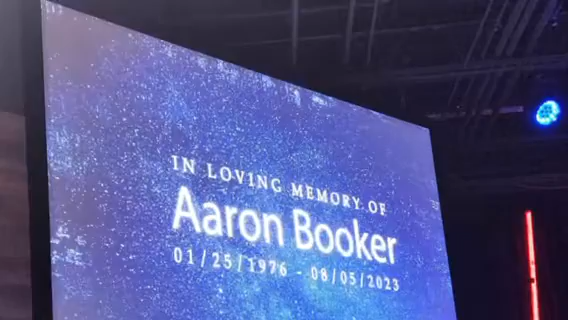 IN LOVING MEMORY OF
Aaron Booker
01/25/1976 - 08/05/2023